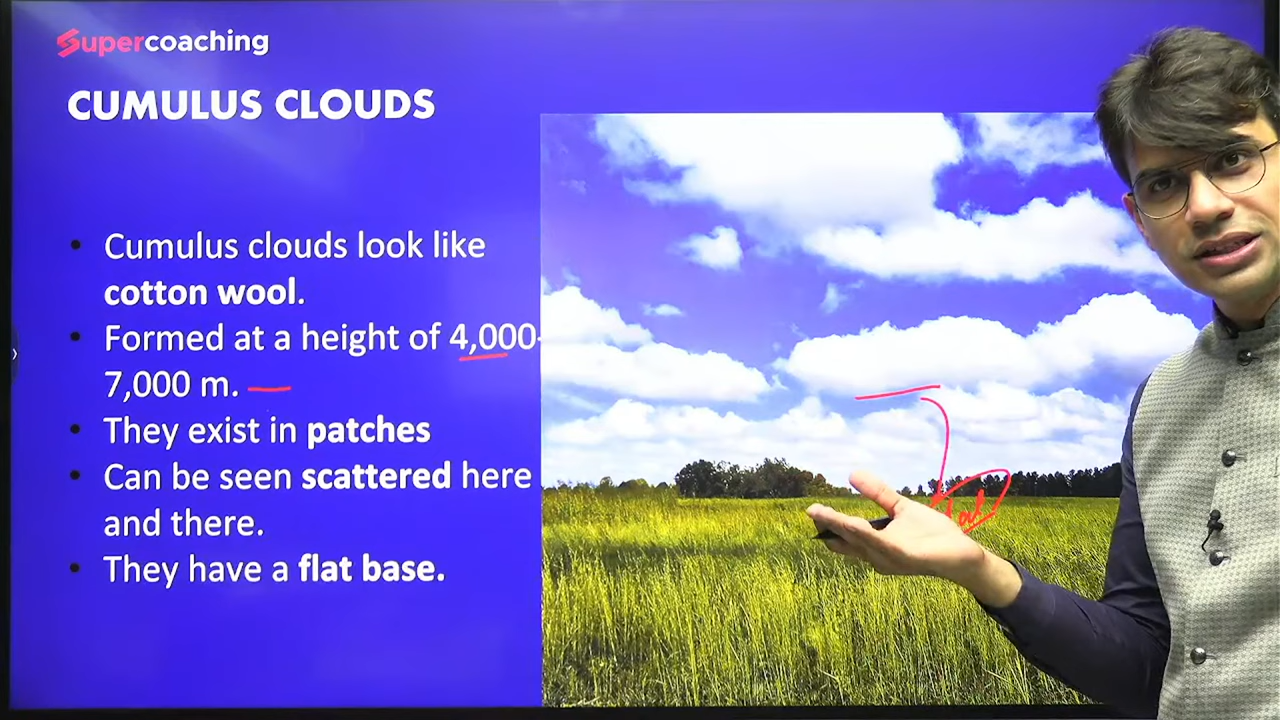 Supercoaching
CUMULUS CLOUDS
• Cumulus clouds look like
cotton wool.
• Formed at a height of 4,000-
7,000 m.
• They exist in patches
• Can be seen scattered here
and there.
• They have a flat base.